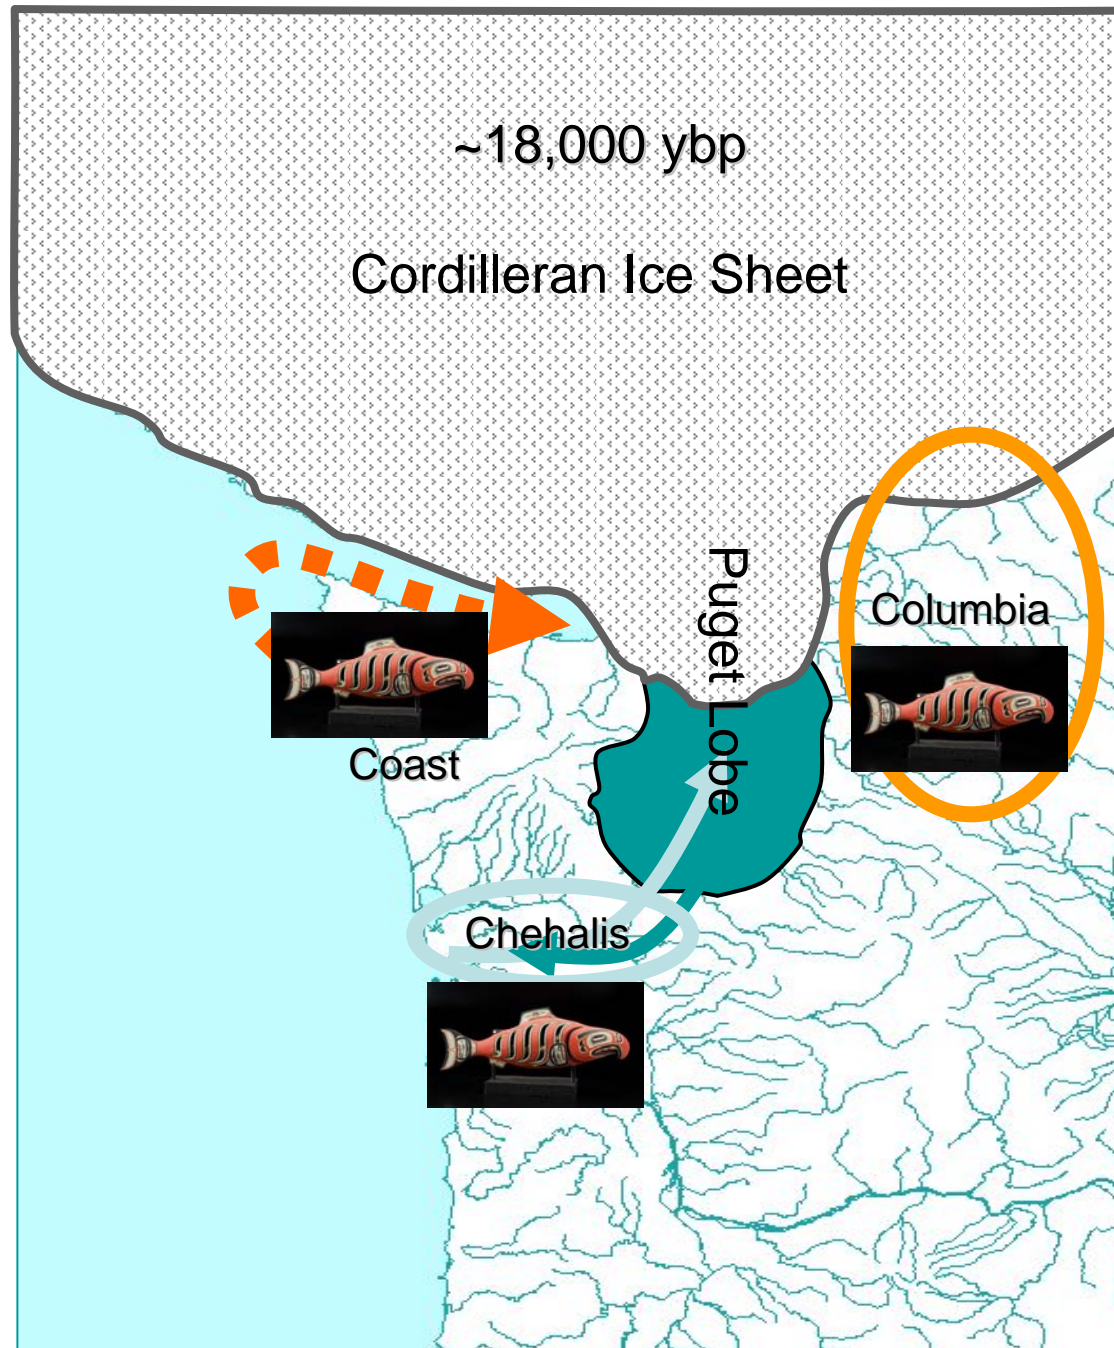 ~18,000 ybp
Cordilleran Ice Sheet
Puget Lobe
Columbia
Coast
Chehalis